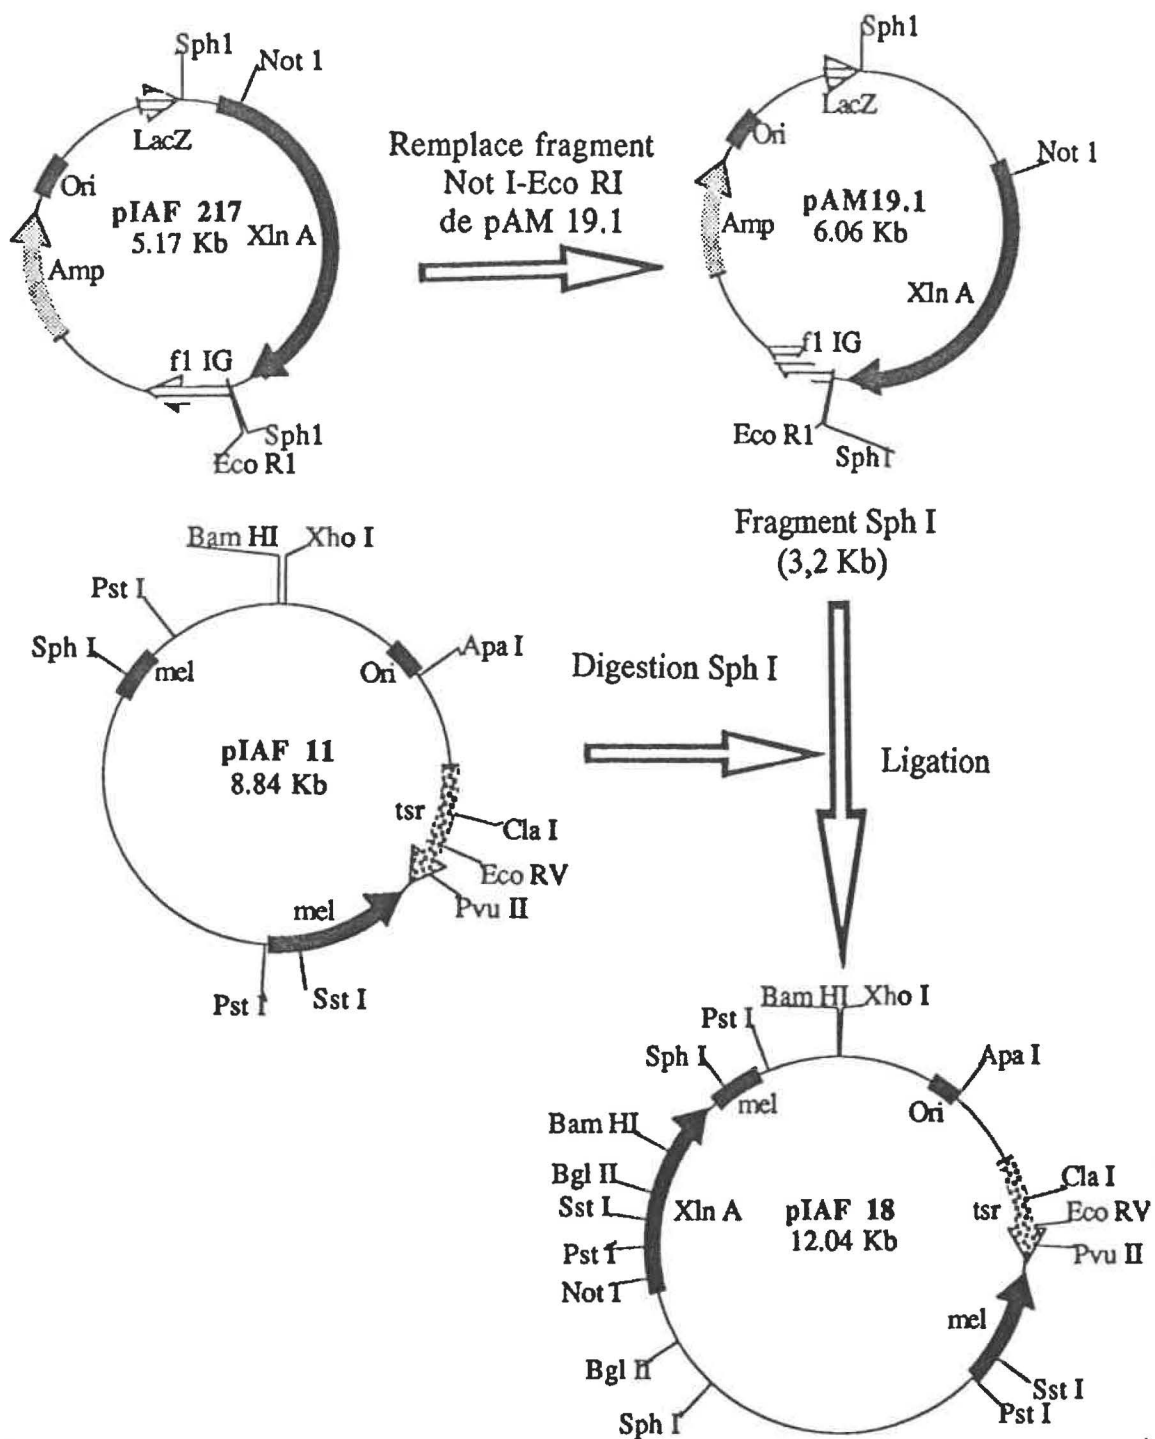 Sph1
Not 1
LacZ
Ori
pIAF 217
5.17 Kb
Xln A
Amp
f1 IG
Sph1
Eco R1
Remplace fragment
Not I-Eco RI
de pAM 19.1
Sph1
LacZ
Ori
Not 1
pAM19.1
6.06 Kb
Amp
Xln A
f1 IG
Eco R1
Sph I
Fragment Sph I
(3,2 Kb)
Bam HI
Xho I
Pst I
Sph I
mel
Ori
Apa I
pIAF 11
8.84 Kb
tsr
Cla I
Eco RV
Pvu II
mel
Pst I
Sst I
Digestion Sph I
Ligation
Bam HI
Xho I
Pst I
Sph I
mel
Ori
Apa I
Bam HI
Bgl II
Sst I
Xln A
Pst I
Not I
pIAF 18
12.04 Kb
tsr
Cla I
Eco RV
Pvu II
mel
Bgl II
Sph I
Sst I
Pst I